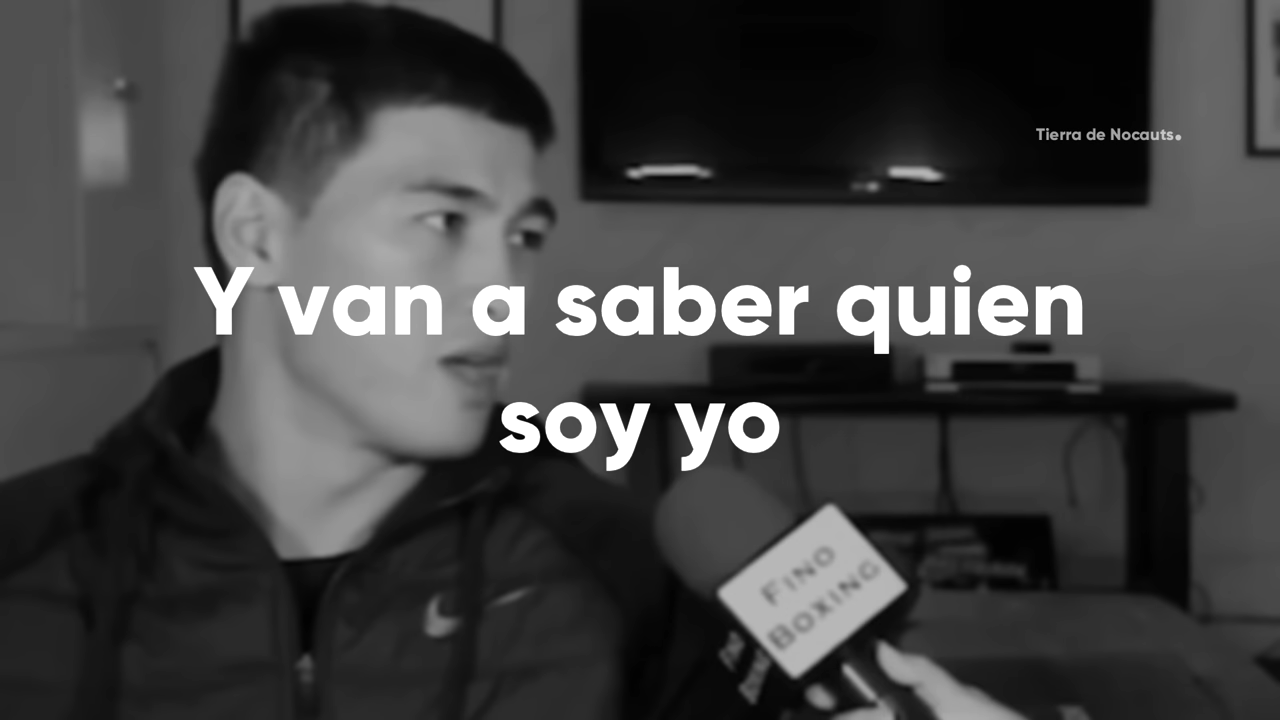 Tierra de Nocauts.
Y van a saber quien
soy yo
FINO
BOXING